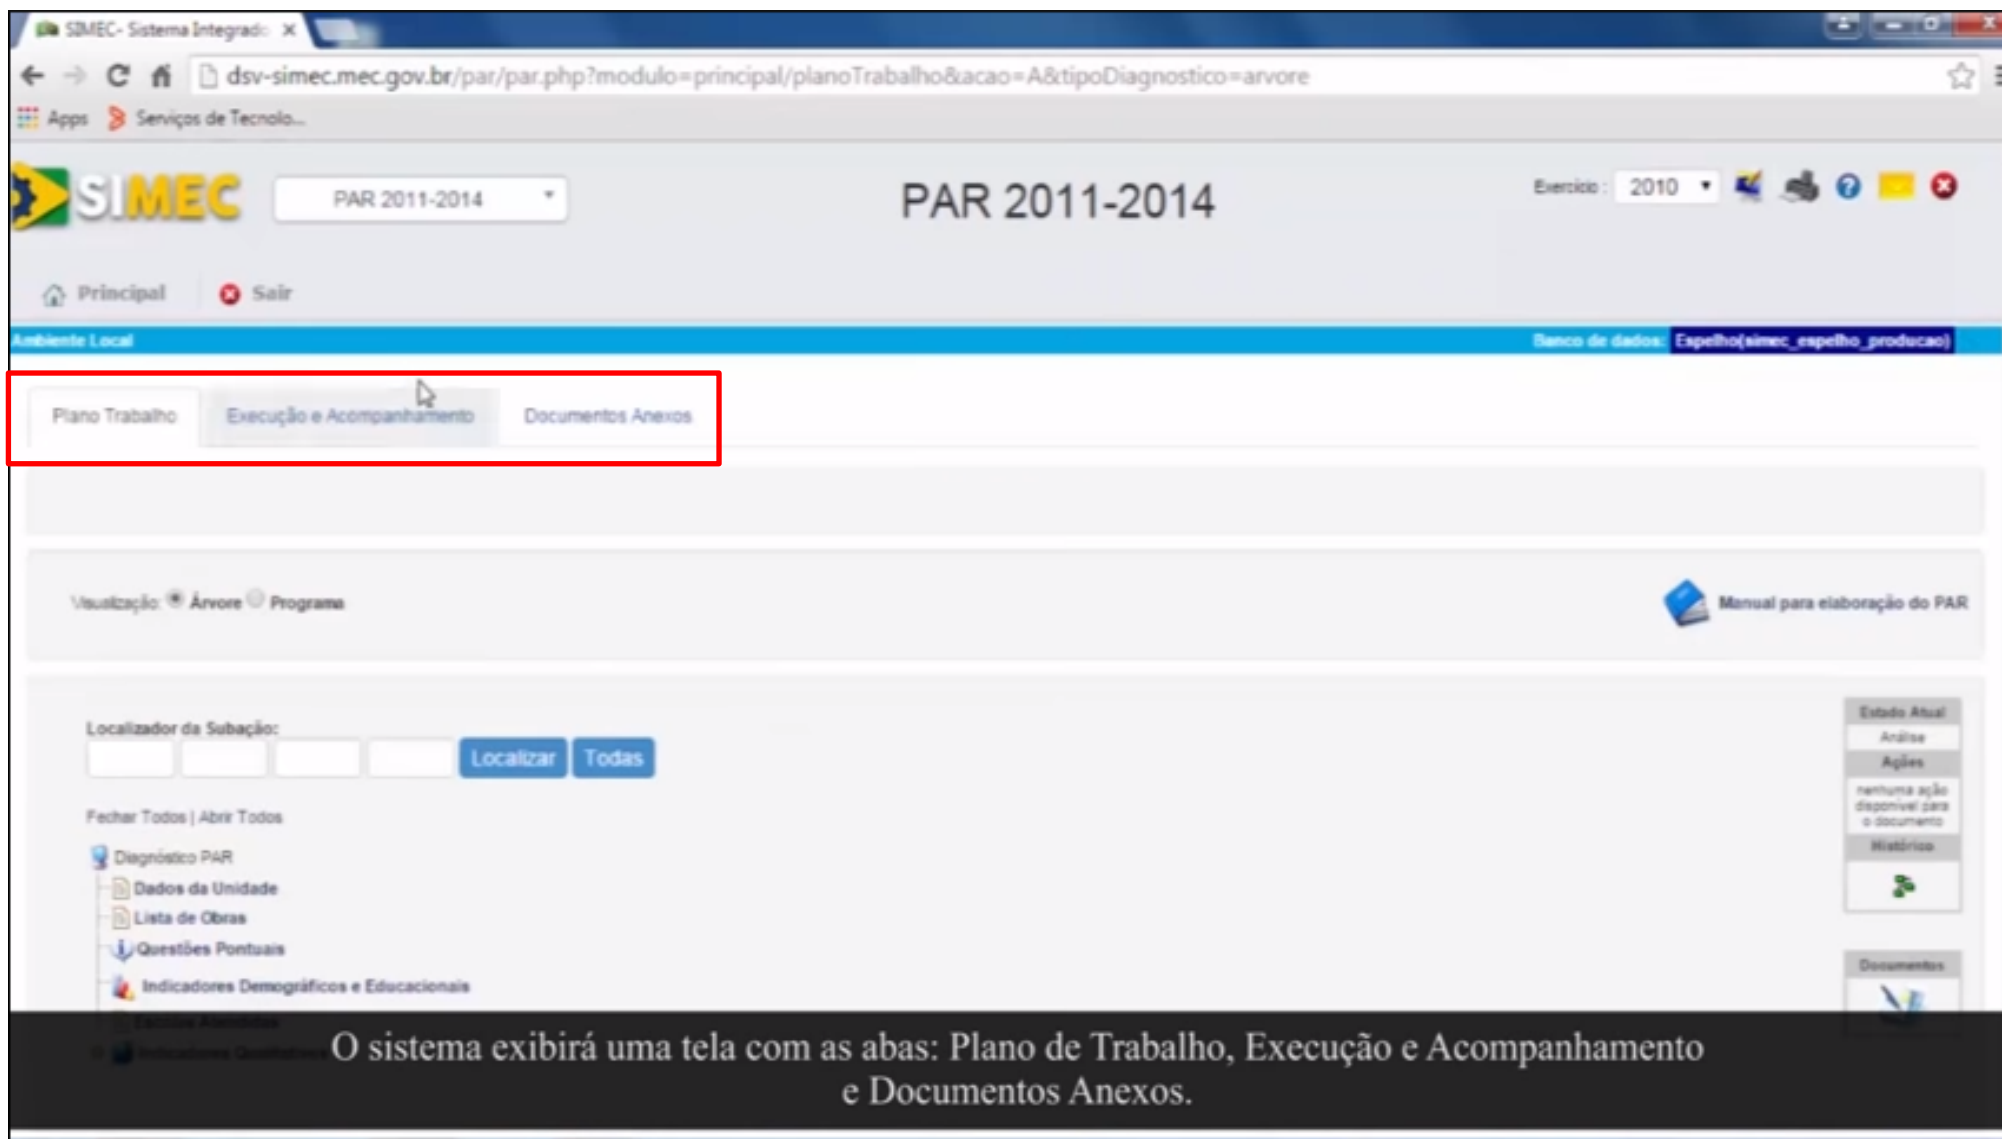 SIMEC- Sistema Integrado
dsv-simec.mec.gov.br/par/par.php?modulo=principal/planoTrabalho&acao=A&tipoDiagnostico=arvore
Apps Serviços de Tecnolo...
SIMEC PAR 2011-2014 PAR 2011-2014 Exercício: 2010
Principal Sair
Ambiente Local Banco de dados: Espelho(simec_espelho_producao)
Plano Trabalho Execução e Acompanhamento Documentos Anexos
Visualização: Árvore Programa Manual para elaboração do PAR
Localizador da Subação:
Localizar Todas
Fechar Todos | Abrir Todos
Diagnóstico PAR
Dados da Unidade
Lista de Obras
Questões Pontuais
Indicadores Demográficos e Educacionais
Escolas Atendidas
Indicadores Qualitativos
Estado Atual
Análise
Ações
nenhuma ação
disponível para
o documento
Histórico
Documentos
O sistema exibirá uma tela com as abas: Plano de Trabalho, Execução e Acompanhamento
e Documentos Anexos.